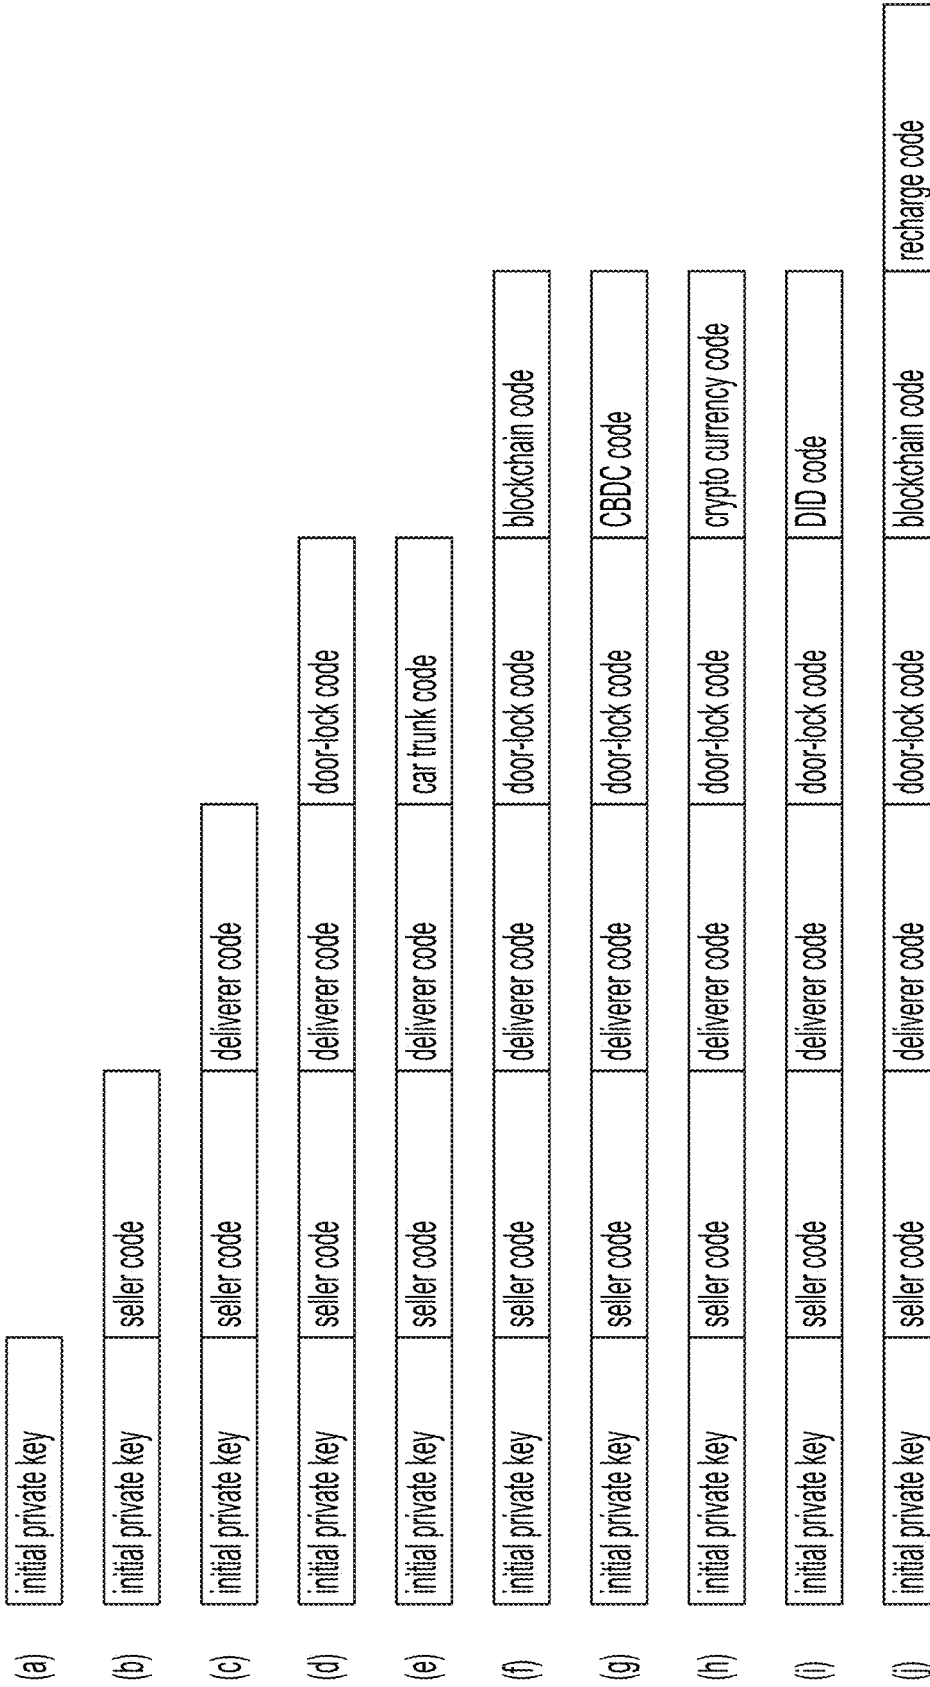 (a) initial private key
(b) initial private key seller code
(c) initial private key seller code deliverer code
(d) initial private key seller code deliverer code door-lock code
(e) initial private key seller code deliverer code car trunk code
(f) initial private key seller code deliverer code door-lock code blockchain code
(g) initial private key seller code deliverer code door-lock code CBDC code
(h) initial private key seller code deliverer code door-lock code crypto currency code
(i) initial private key seller code deliverer code door-lock code DID code
(j) initial private key seller code deliverer code door-lock code blockchain code recharge code